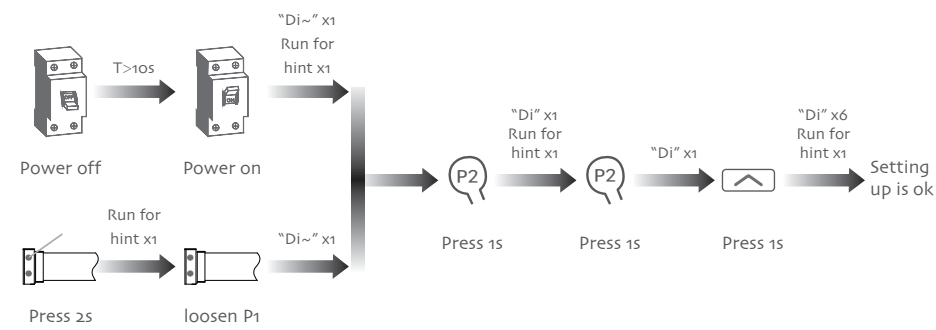 “Di~” x1
Run for
hint x1
T>10s
Power off
Power on
ON
“Di” x1
Run for
hint x1
“Di” x1
“Di” x6
Run for
hint x1
P2
P2
Setting
up is ok
Press 1s
Press 1s
Press 1s
Run for
hint x1
“Di~” x1
Press 2s
loosen P1